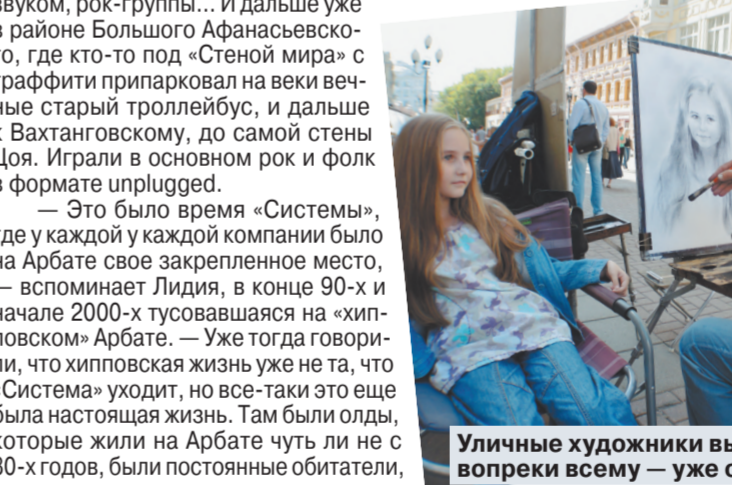 звуком, рок-группы... И дальше уже
в районе Большого Афанасьевско-
го, где кто-то под «Стеной мира» с
граффити припарковал на веки веч-
ные старый троллейбус, и дальше
к Вахтанговскому, до самой стены
Цоя. Играли в основном рок и фолк
в формате unplugged.
— Это было время «Системы»,
где у каждой у каждой компании было
на Арбате свое закрепленное место,
— вспоминает Лидия, в конце 90-х и
начале 2000-х тусовавшаяся на «хип-
повском» Арбате. — Уже тогда говори-
ли, что хипповская жизнь уже не та, что
«Система» уходит, но все-таки это еще
была настоящая жизнь. Там были олды,
которые жили на Арбате чуть ли не с
80-х годов, были постоянные обитатели,
Уличные художники вы
вопреки всему — уже о